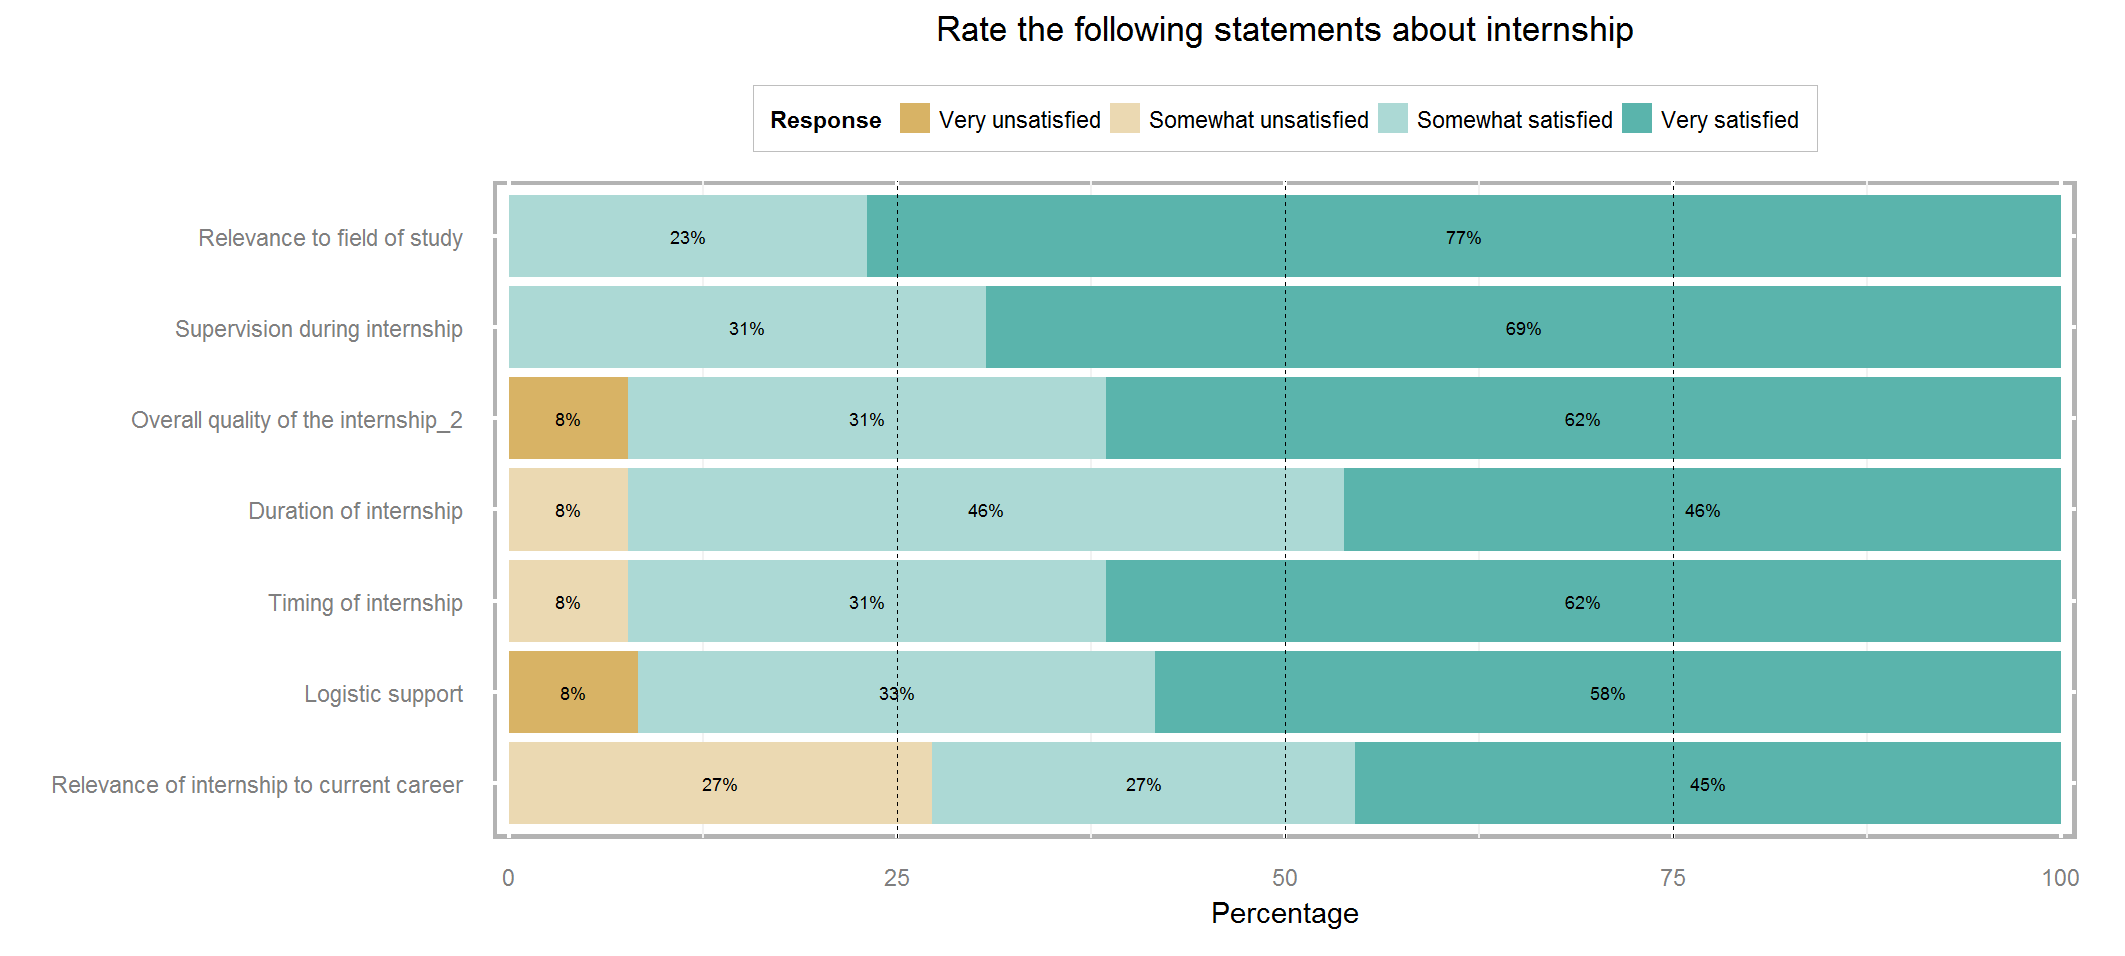 Rate the following statements about internship
Response Very unsatisfied Somewhat unsatisfied Somewhat satisfied Very satisfied
Relevance to field of study 23% 77%
Supervision during internship 31% 69%
Overall quality of the internship_2 8% 31% 62%
Duration of internship 8% 46% 46%
Timing of internship 8% 31% 62%
Logistic support 8% 33% 58%
Relevance of internship to current career 27% 27% 45%
0 25 50 75 100
Percentage